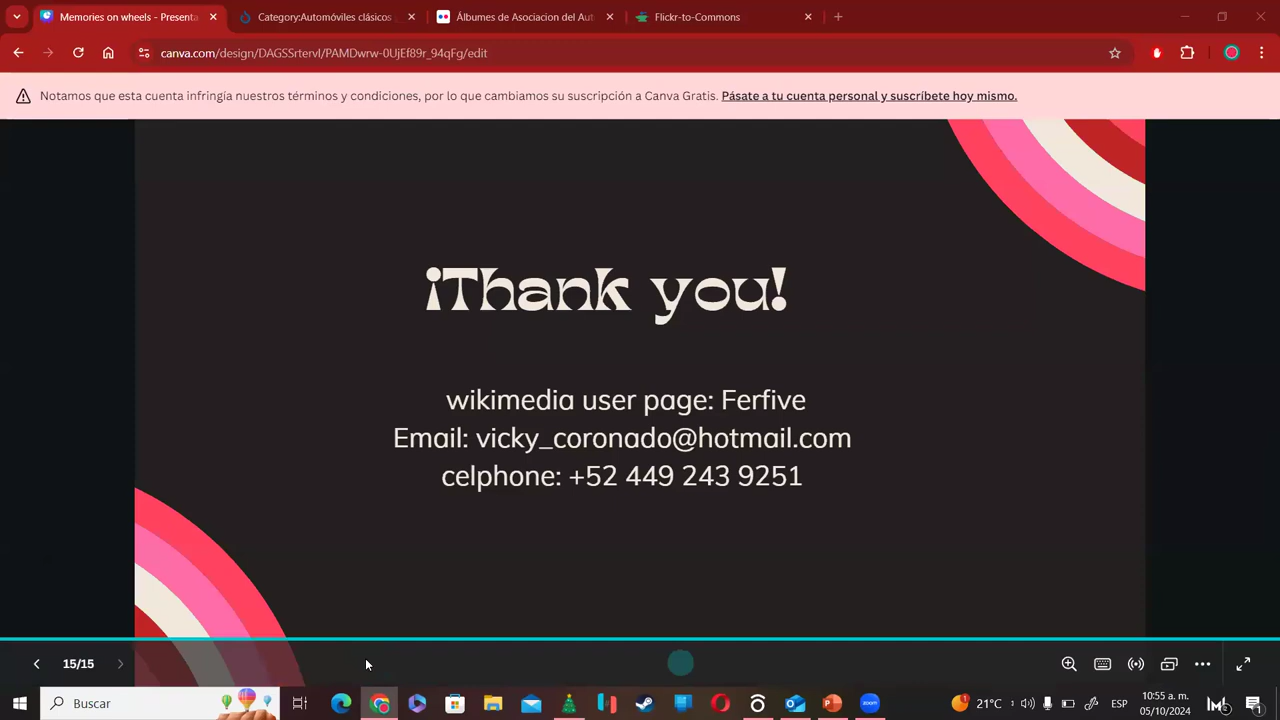 Memories on wheels - Presenta
Category:Automóviles clásicos
Álbumes de Asociacion del Aut
Flickr-to-Commons
canva.com/design/DAGSSrtervI/PAMDwrw-0UjEf89r_94qFg/edit
Notamos que esta cuenta infringía nuestros términos y condiciones, por lo que cambiamos su suscripción a Canva Gratis. Pásate a tu cuenta personal y suscríbete hoy mismo.
¡Thank you!
wikimedia user page: Ferfive
Email: vicky_coronado@hotmail.com
celphone: +52 449 243 9251
15/15
Buscar
21°C
ESP
10:55 a. m.
05/10/2024